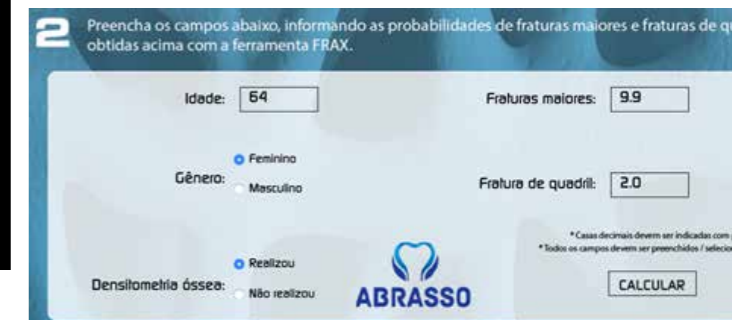 2 Preencha os campos abaixo, informando as probabilidades de fraturas maiores e fraturas de
obtidas acima com a ferramenta FRAX.
Idade: 64
Fraturas maiores: 9.9
Gênero:
Feminino
Masculino
Fratura de quadril: 2.0
*Casas decimais devem ser indicadas com
*Todos os campos devem ser preenchidos /
Densitometria óssea:
Realizou
Não realizou
ABRASSO
CALCULAR